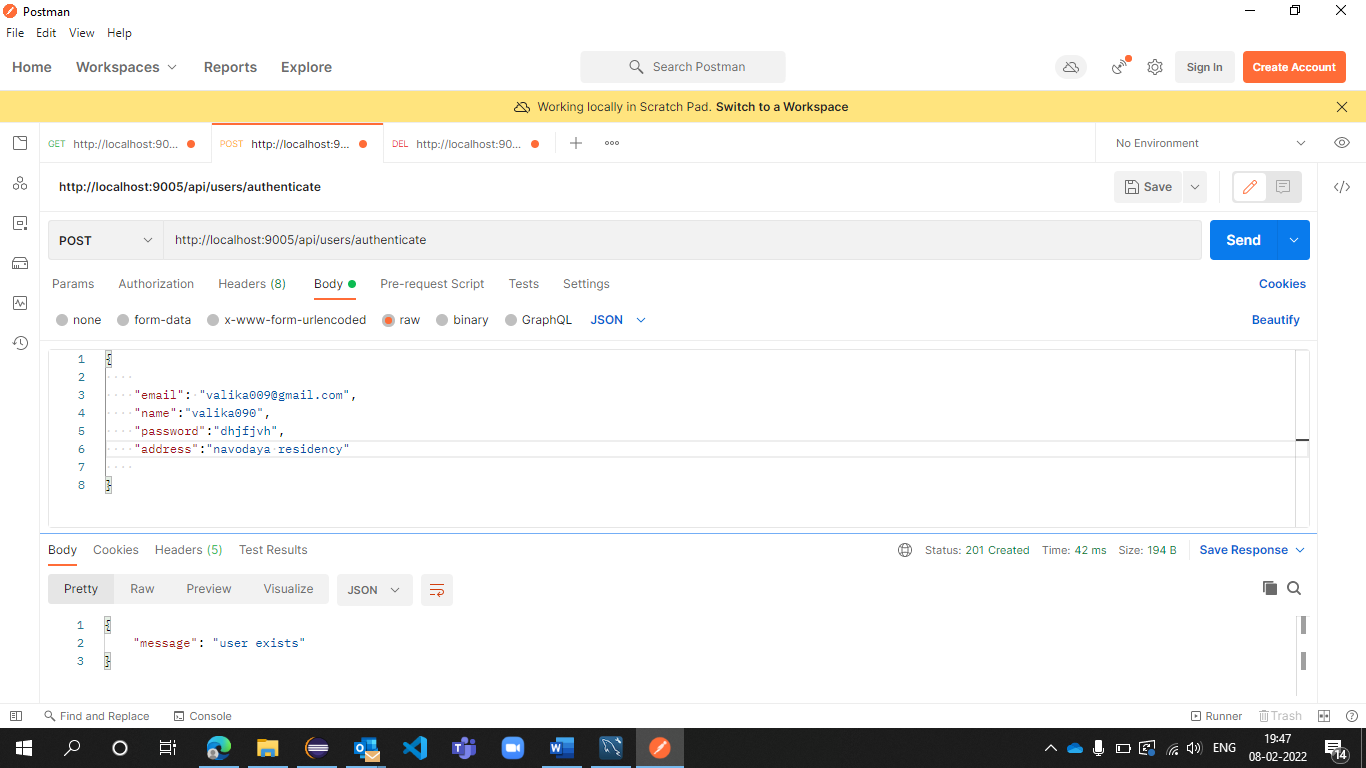 Postman
File Edit View Help
Home Workspaces Reports Explore Search Postman Sign In Create Account
Working locally in Scratch Pad. Switch to a Workspace
GET http://localhost:90... POST http://localhost:9... DEL http://localhost:90... No Environment
http://localhost:9005/api/users/authenticate Save
POST http://localhost:9005/api/users/authenticate Send
Params Authorization Headers (8) Body Pre-request Script Tests Settings Cookies
none form-data x-www-form-urlencoded raw binary GraphQL JSON Beautify
1 {
2
3 "email": "valika009@gmail.com",
4 "name":"valika090",
5 "password":"dhjfjvh",
6 "address":"navodaya residency"
7
8 }
Body Cookies Headers (5) Test Results Status: 201 Created Time: 42 ms Size: 194 B Save Response
Pretty Raw Preview Visualize JSON
1 {
2 "message": "user exists"
3 }
Find and Replace Console Runner Trash
ENG 19:47
08-02-2022 14